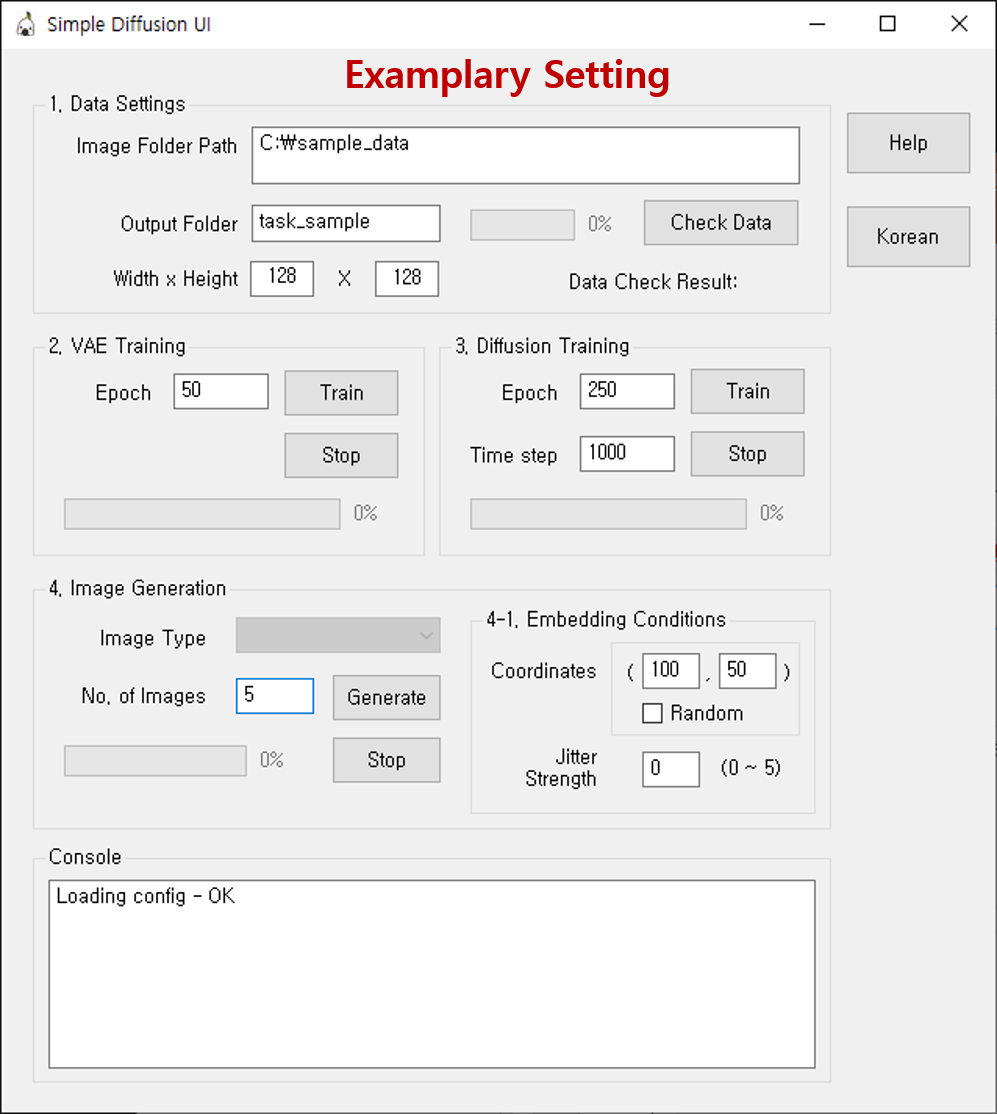 Simple Diffusion UI
Examplary Setting
1. Data Settings
Image Folder Path C:₩sample_data
Help
Output Folder task_sample 0% Check Data
Korean
Width x Height 128 X 128 Data Check Result:
2. VAE Training
Epoch 50 Train
Stop
0%
3. Diffusion Training
Epoch 250 Train
Time step 1000 Stop
0%
4. Image Generation
Image Type
No. of Images 5 Generate
0% Stop
4-1. Embedding Conditions
Coordinates ( 100 , 50 )
Random
Jitter
Strength 0 (0 ~ 5)
Console
Loading config - OK